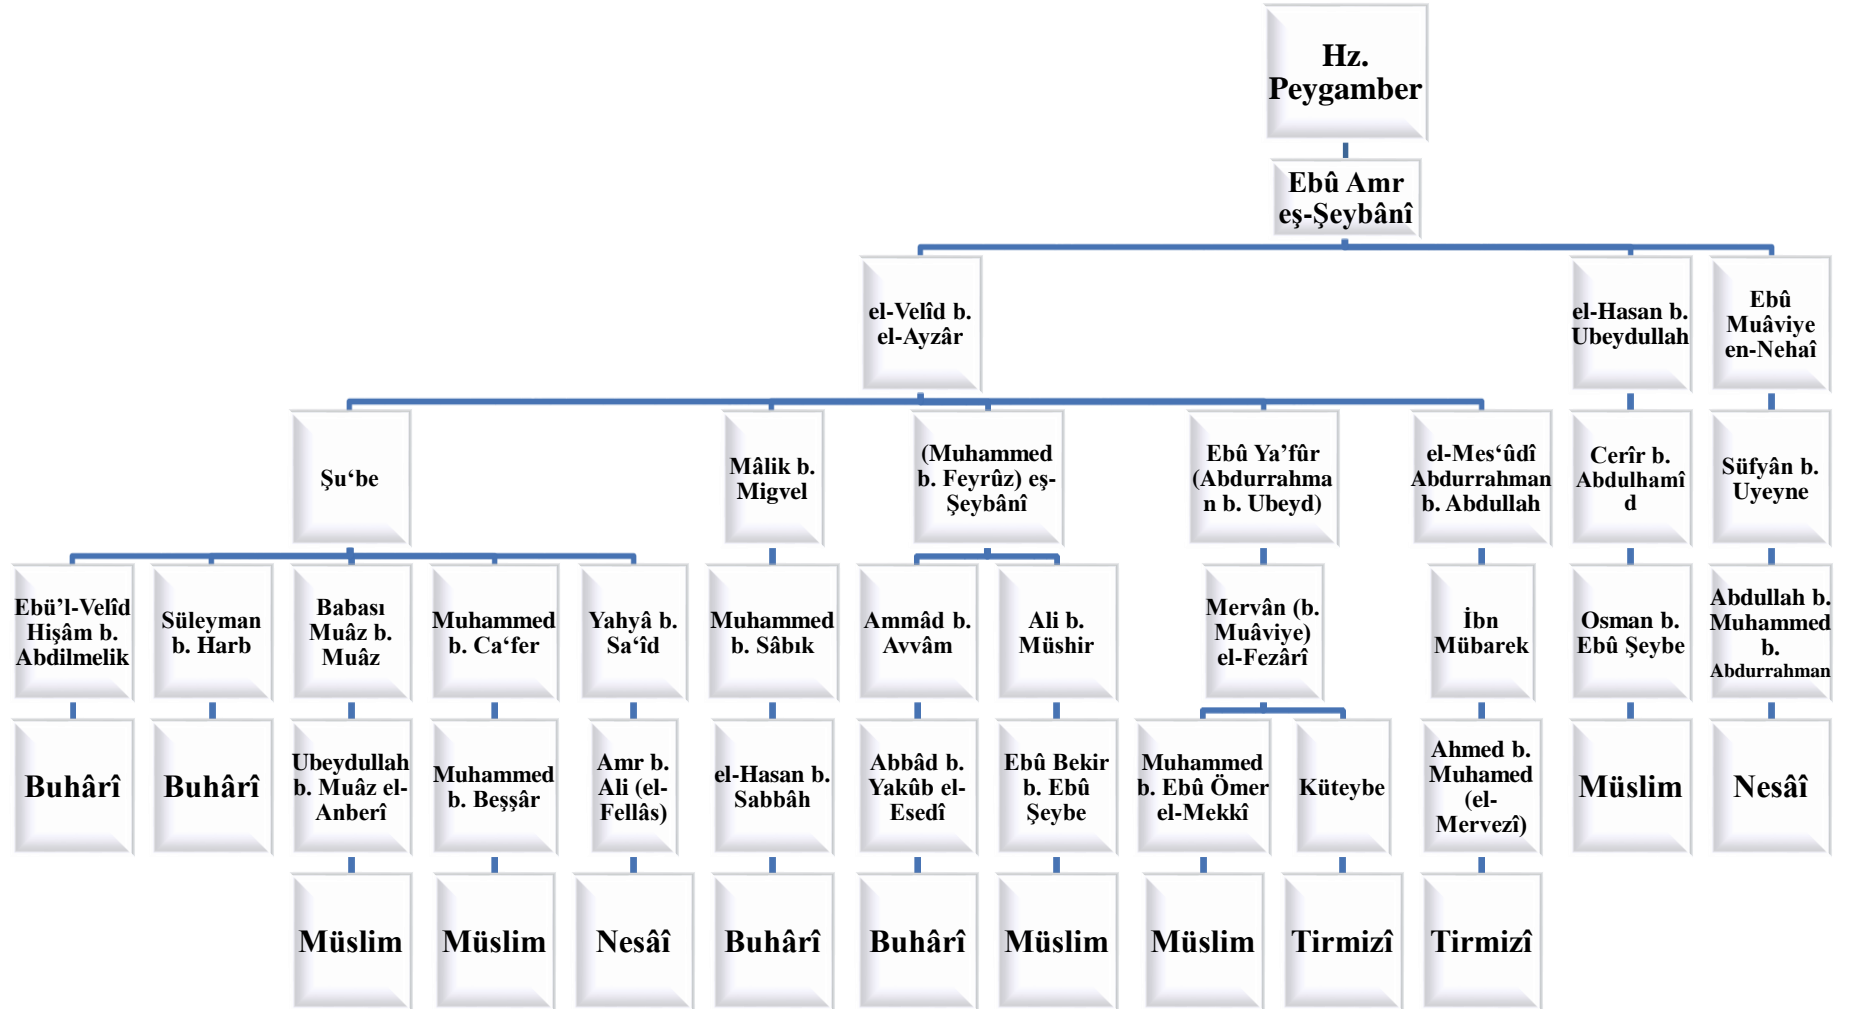 Hz.
Peygamber
Ebû Amr
eş-Şeybânî
el-Velîd b.
el-Ayzâr
el-Hasan b.
Ubeydullah
Ebû
Muâviye
en-Nehaî
Şu‘be
Mâlik b.
Migvel
(Muhammed
b. Feyrûz) eş-
Şeybânî
Ebû Ya’fûr
(Abdurrahma
n b. Ubeyd)
el-Mes‘ûdî
Abdurrahman
b. Abdullah
Cerîr b.
Abdulhamî
d
Süfyân b.
Uyeyne
Ebü’l-Velîd
Hişâm b.
Abdilmelik
Süleyman
b. Harb
Babası
Muâz b.
Muâz
Muhammed
b. Ca‘fer
Yahyâ b.
Sa‘îd
Muhammed
b. Sâbık
Ammâd b.
Avvâm
Ali b.
Müshir
Mervân (b.
Muâviye)
el-Fezârî
İbn
Mübarek
Osman b.
Ebû Şeybe
Abdullah b.
Muhammed
b.
Abdurrahman
Buhârî
Buhârî
Ubeydullah
b. Muâz el-
Anberî
Muhammed
b. Beşşâr
Amr b.
Ali (el-
Fellâs)
el-Hasan b.
Sabbâh
Abbâd b.
Yakûb el-
Esedî
Ebû Bekir
b. Ebû
Şeybe
Muhammed
b. Ebû Ömer
el-Mekkî
Küteybe
Ahmed b.
Muhamed
(el-
Mervezî)
Müslim
Nesâî
Müslim
Müslim
Nesâî
Buhârî
Buhârî
Müslim
Müslim
Tirmizî
Tirmizî